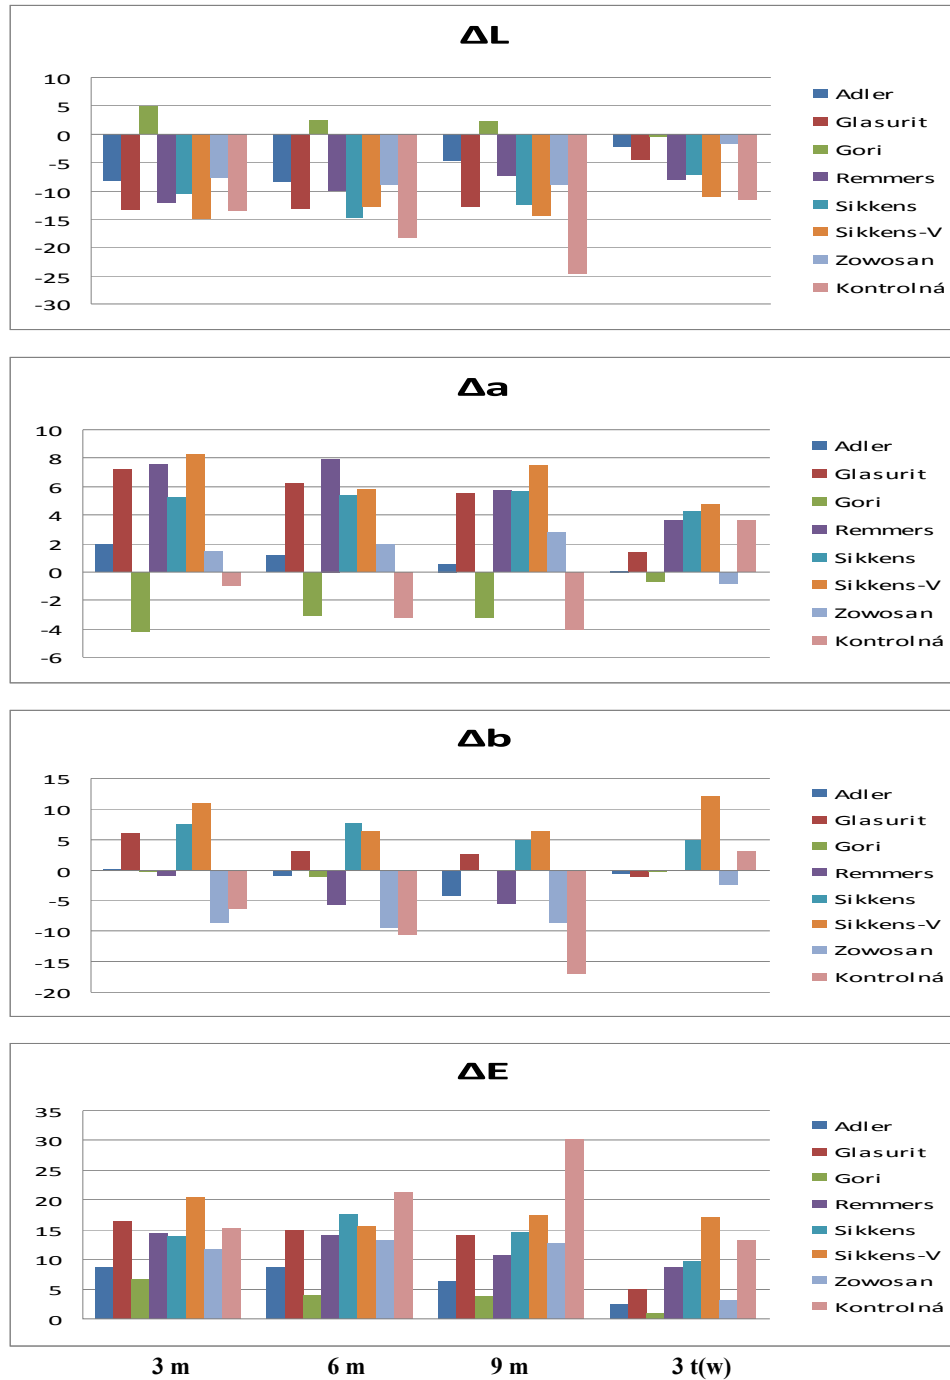 ΔL
10
5
0
-5
-10
-15
-20
-25
-30
Adler
Glasurit
Gori
Remmers
Sikkens
Sikkens-V
Zowosan
Kontrolná
Δa
10
8
6
4
2
0
-2
-4
-6
Adler
Glasurit
Gori
Remmers
Sikkens
Sikkens-V
Zowosan
Kontrolná
Δb
15
10
5
0
-5
-10
-15
-20
Adler
Glasurit
Gori
Remmers
Sikkens
Sikkens-V
Zowosan
Kontrolná
ΔE
35
30
25
20
15
10
5
0
Adler
Glasurit
Gori
Remmers
Sikkens
Sikkens-V
Zowosan
Kontrolná
3 m 6 m 9 m 3 t(w)